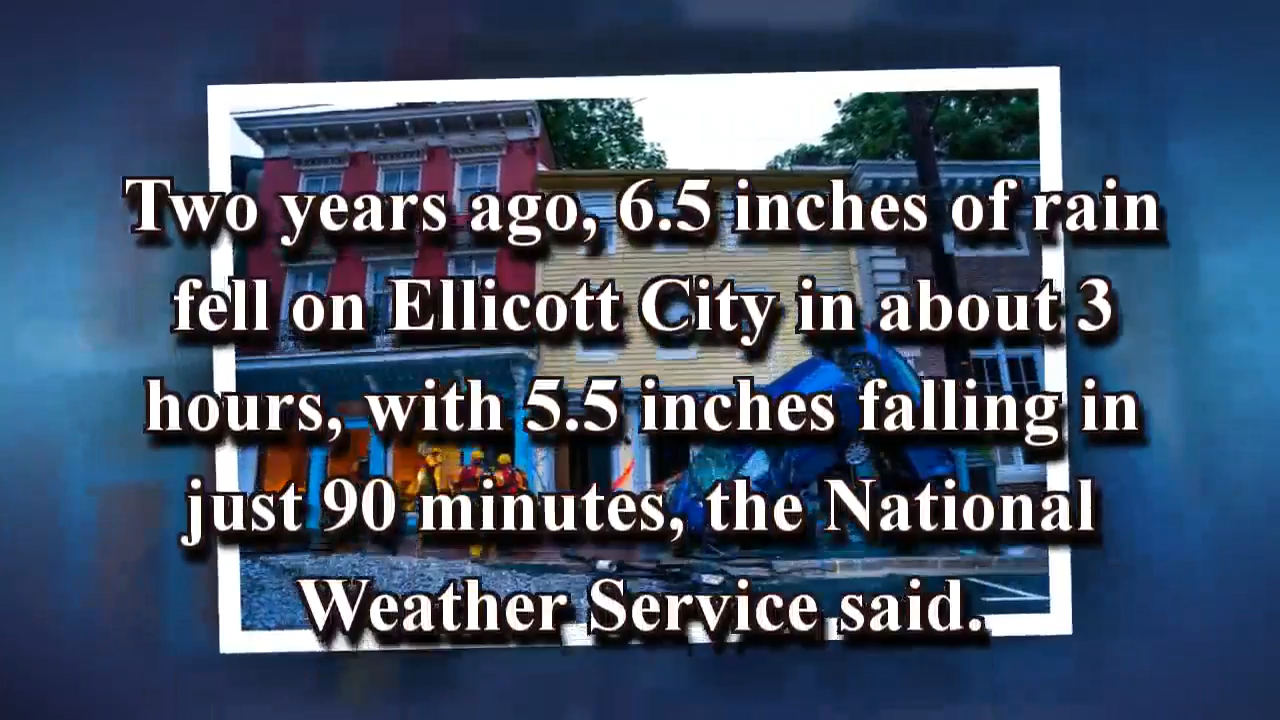 Two years ago, 6.5 inches of rain
fell on Ellicott City in about 3
hours, with 5.5 inches falling in
just 90 minutes, the National
Weather Service said.